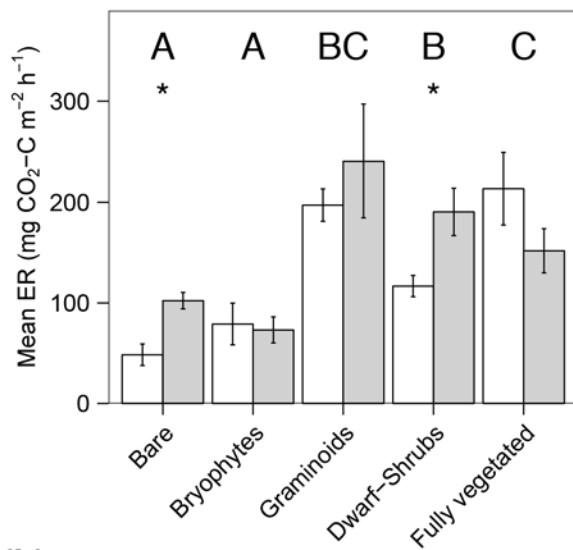 A A BC B C
* *
Mean ER (mg CO₂−C m⁻² h⁻¹)
300
200
100
0
Bare
Bryophytes
Graminoids
Dwarf−Shrubs
Fully vegetated